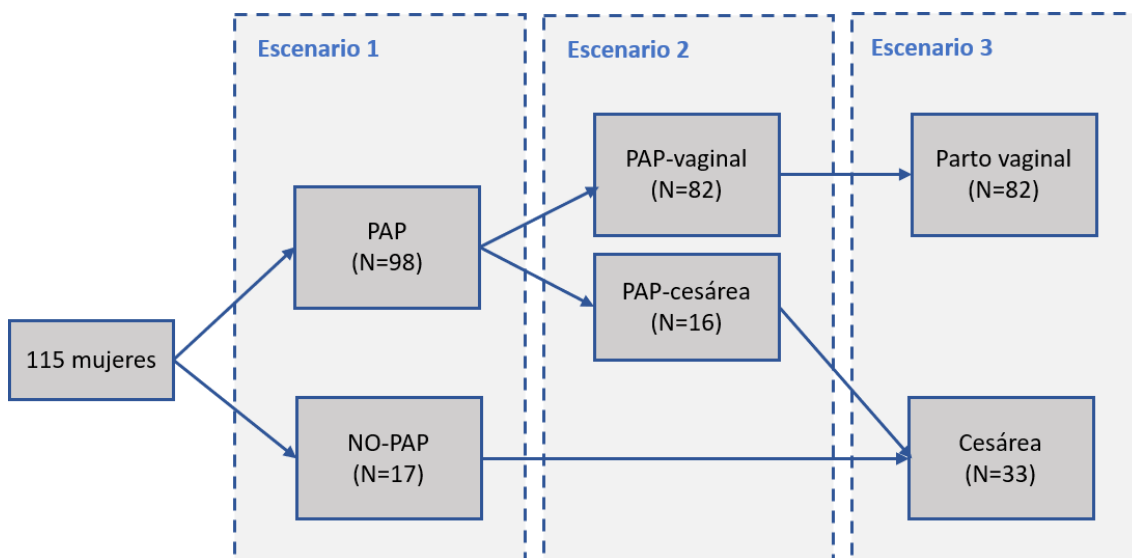 Escenario 1
Escenario 2
Escenario 3
115 mujeres
PAP
(N=98)
NO-PAP
(N=17)
PAP-vaginal
(N=82)
PAP-cesárea
(N=16)
Parto vaginal
(N=82)
Cesárea
(N=33)